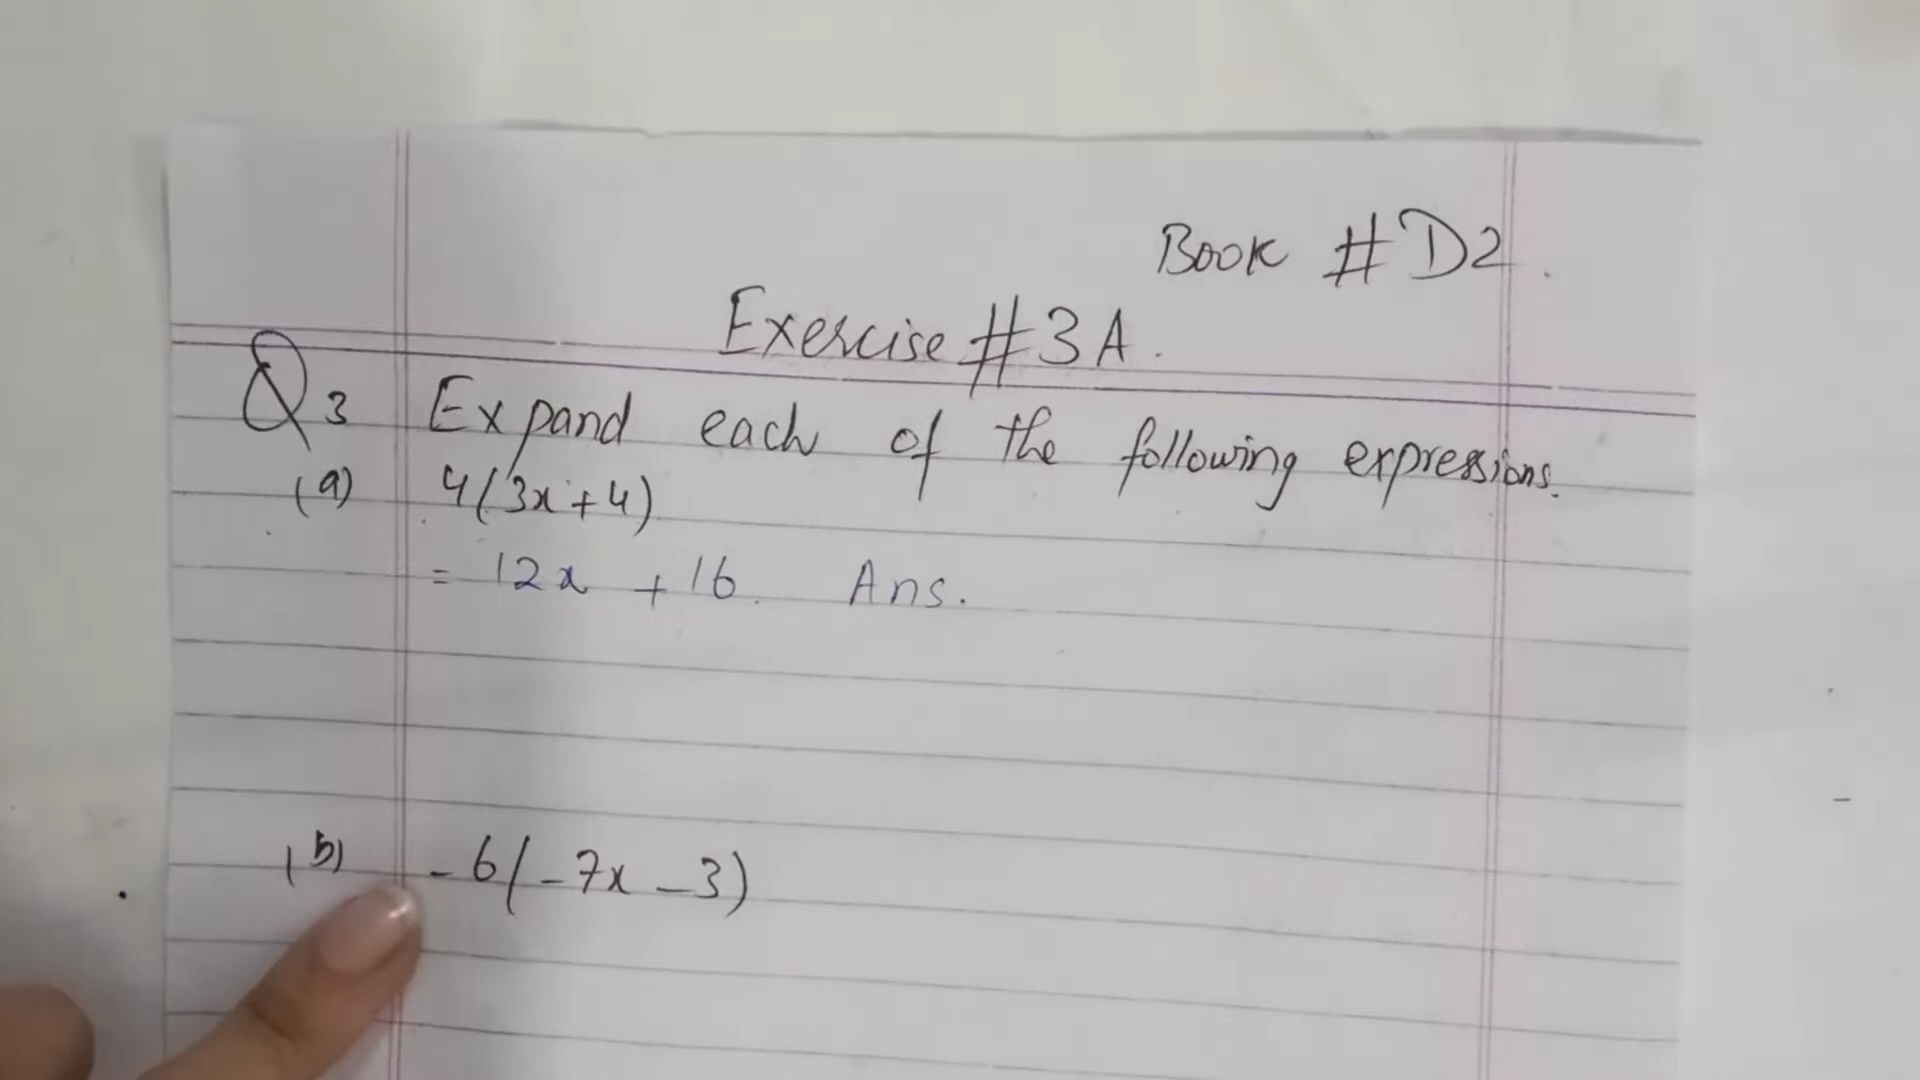 Book #D2.
Exercise #3A.
Q3 Expand each of the following expressions.
(a) 4(3x+4)
= 12x + 16. Ans.
(b) -6(-7x-3)